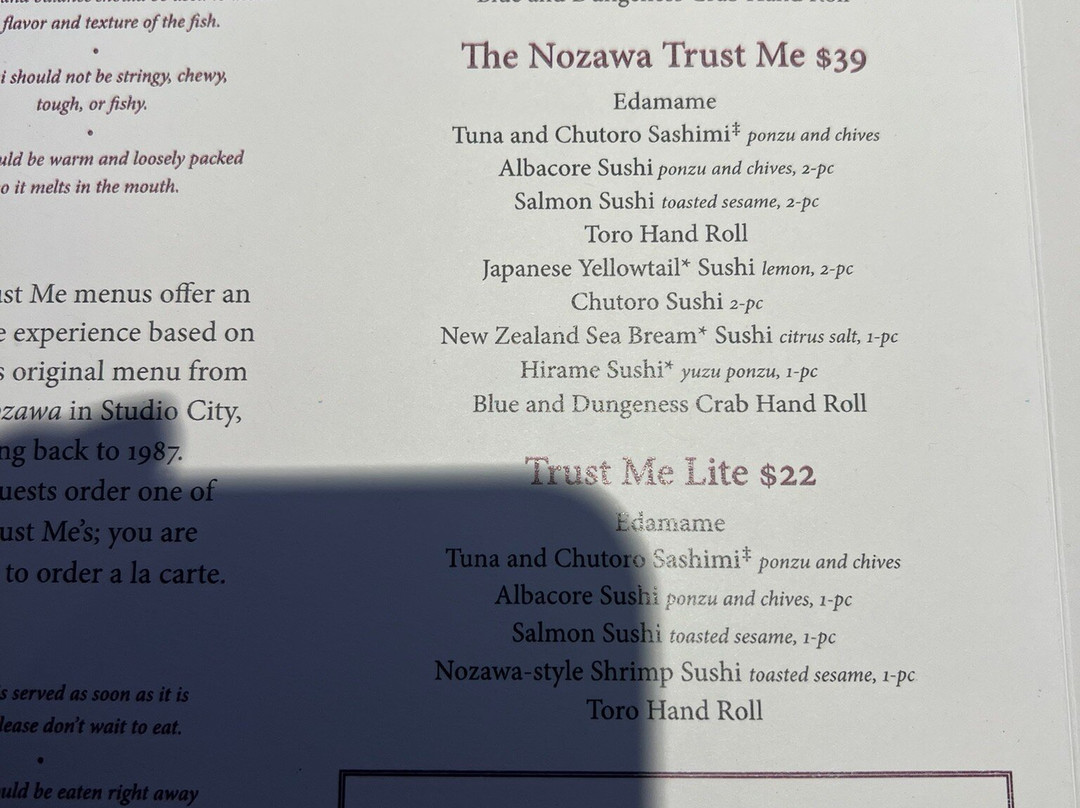 flavor and texture of the fish.
•
should not be stringy, chewy,
tough, or fishy.
•
be warm and loosely packed
so it melts in the mouth.
Me menus offer an
experience based on
original menu from
in Studio City,
back to 1987.
order one of
Me's; you are
to order a la carte.
served as soon as it is
don't wait to eat.
•
be eaten right away
Blue and Dungeness Crab Hand Roll
The Nozawa Trust Me $39
Edamame
Tuna and Chutoro Sashimi‡ ponzu and chives
Albacore Sushi ponzu and chives, 2-pc
Salmon Sushi toasted sesame, 2-pc
Toro Hand Roll
Japanese Yellowtail* Sushi lemon, 2-pc
Chutoro Sushi 2-pc
New Zealand Sea Bream* Sushi citrus salt, 1-pc
Hirame Sushi* yuzu ponzu, 1-pc
Blue and Dungeness Crab Hand Roll
Trust Me Lite $22
Edamame
Tuna and Chutoro Sashimi‡ ponzu and chives
Albacore Sushi ponzu and chives, 1-pc
Salmon Sushi toasted sesame, 1-pc
Nozawa-style Shrimp Sushi toasted sesame, 1-pc
Toro Hand Roll